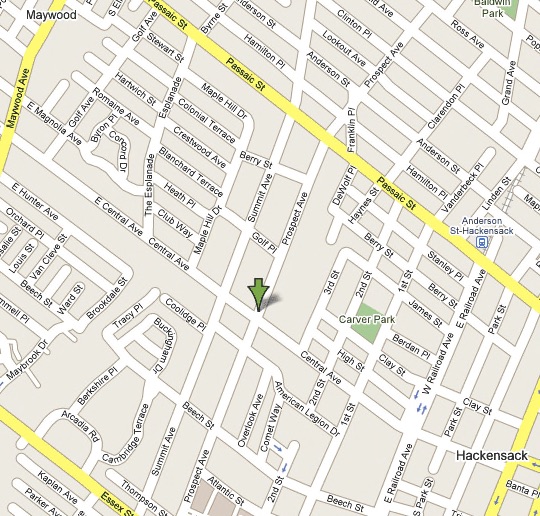 Maywood
S El
Passaic St
Byrne St
Anderson St
Clinton Pl
Baldwin
Park
Golf Ave
Stewart St
Hamilton Pl
Lookout Ave
Ross Ave
Passaic St
Anderson St
Prospect Ave
Maywood Ave
Esplanade
Hartwich St
Maple Hill Dr
Grand Ave
Golf Ave
Romaine Ave
Colonial Terrace
Franklin Pl
Clarendon Pl
E Magnolia Ave
Byron Pl
Concord Dr
Crestwood Ave
Berry St
Anderson St
Blanchard Terrace
DeWolf Pl
Passaic St
Hamilton Pl
Vanderbeck Pl
Linden St
E Hunter Ave
The Esplanade
Heath Pl
Summit Ave
Prospect Ave
Haynes St
E Central Ave
Club Way
Maple Hill Dr
Anderson
St-Hackensack
Orchard Pl
Louis St
Van Cleve St
Central Ave
Golf Pl
Berry St
Stanley Pl
Beech St
Ward St
Brookdale St
3rd St
2nd St
1st St
Berry St
E Railroad Ave
Tracy Pl
Coolidge Pl
Carver Park
James St
Park St
Buckingham Dr
Berdan Pl
Maybrook Dr
Central Ave
High St
Clay St
W Railroad Ave
Berkshire Pl
American Legion Dr
2nd St
1st St
Clay St
Arcadia Rd
Cambridge Terrace
Beech St
Overlook Ave
Comet Way
Park St
Summit Ave
Hackensack
Prospect Ave
2nd St
E Railroad Ave
S Park St
Kaplan Ave
Essex St
Thompson St
Atlantic St
Beech St
Banta Pl
Parker Ave